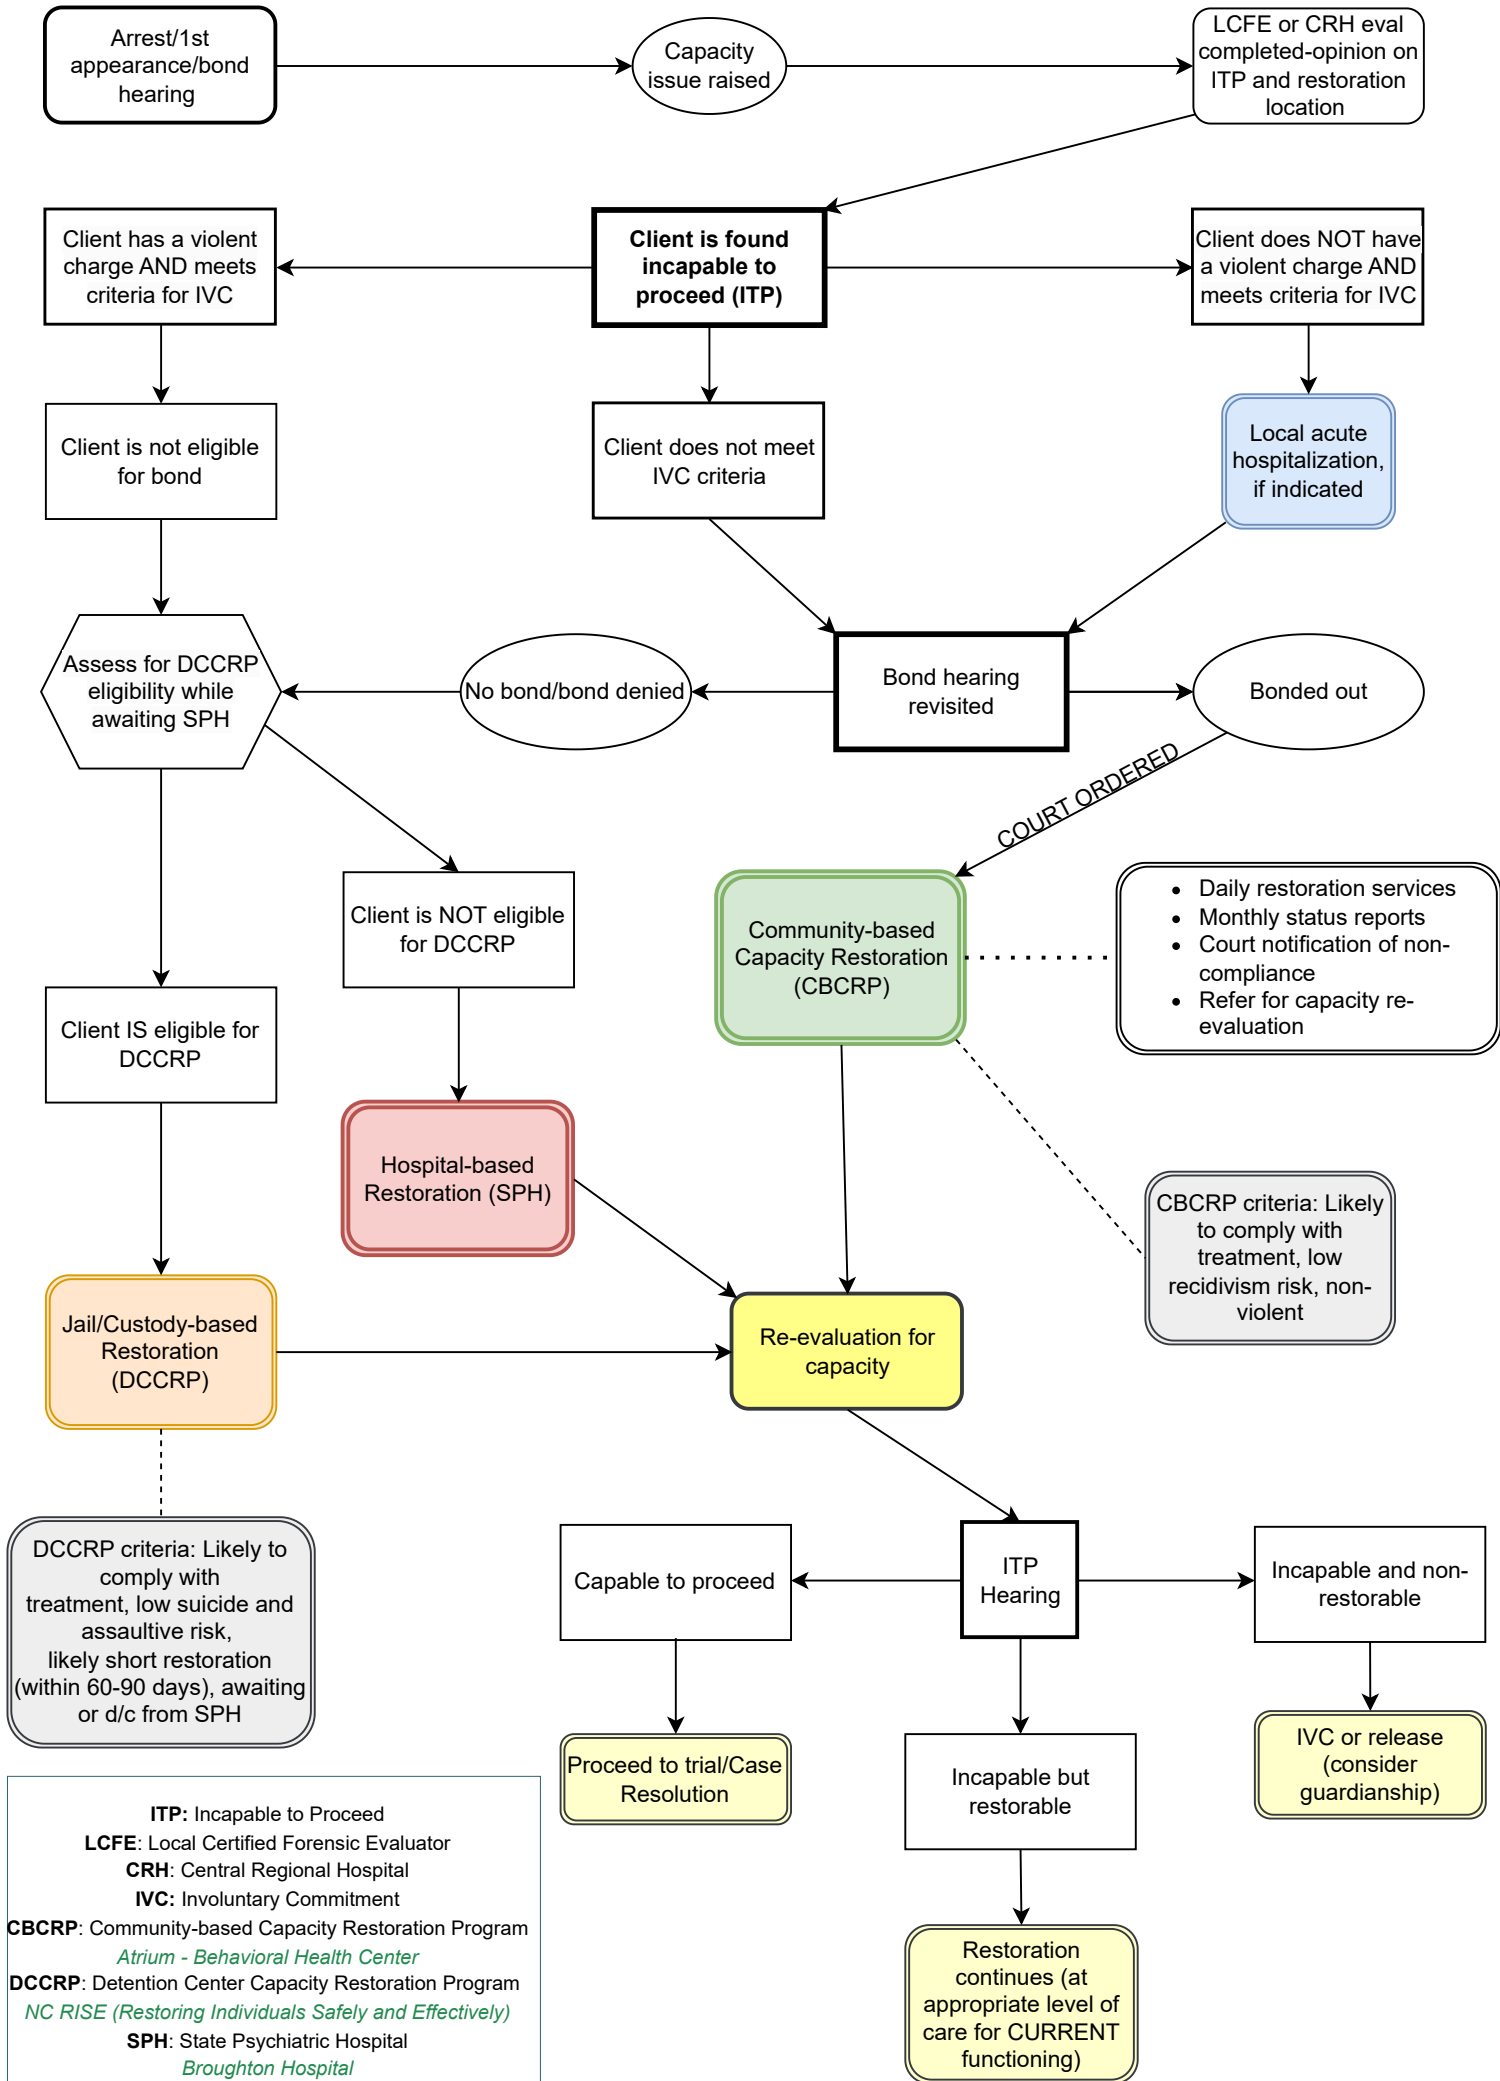 Arrest/1st
appearance/bond
hearing
Capacity
issue raised
LCFE or CRH eval
completed-opinion on
ITP and restoration
location
Client has a violent
charge AND meets
criteria for IVC
Client is found
incapable to
proceed (ITP)
Client does NOT have
a violent charge AND
meets criteria for IVC
Client is not eligible
for bond
Client does not meet
IVC criteria
Local acute
hospitalization,
if indicated
Assess for DCCRP
eligibility while
awaiting SPH
No bond/bond denied
Bond hearing
revisited
Bonded out
COURT ORDERED
Client is NOT eligible
for DCCRP
Community-based
Capacity Restoration
(CBCRP)
• Daily restoration services
• Monthly status reports
• Court notification of non-
compliance
• Refer for capacity re-
evaluation
Client IS eligible for
DCCRP
Hospital-based
Restoration (SPH)
CBCRP criteria: Likely
to comply with
treatment, low
recidivism risk, non-
violent
Jail/Custody-based
Restoration
(DCCRP)
Re-evaluation for
capacity
DCCRP criteria: Likely to
comply with
treatment, low suicide and
assaultive risk,
likely short restoration
(within 60-90 days), awaiting
or d/c from SPH
Capable to proceed
ITP
Hearing
Incapable and non-
restorable
Proceed to trial/Case
Resolution
Incapable but
restorable
IVC or release
(consider
guardianship)
Restoration
continues (at
appropriate level of
care for CURRENT
functioning)
ITP: Incapable to Proceed
LCFE: Local Certified Forensic Evaluator
CRH: Central Regional Hospital
IVC: Involuntary Commitment
CBCRP: Community-based Capacity Restoration Program
Atrium - Behavioral Health Center
DCCRP: Detention Center Capacity Restoration Program
NC RISE (Restoring Individuals Safely and Effectively)
SPH: State Psychiatric Hospital
Broughton Hospital